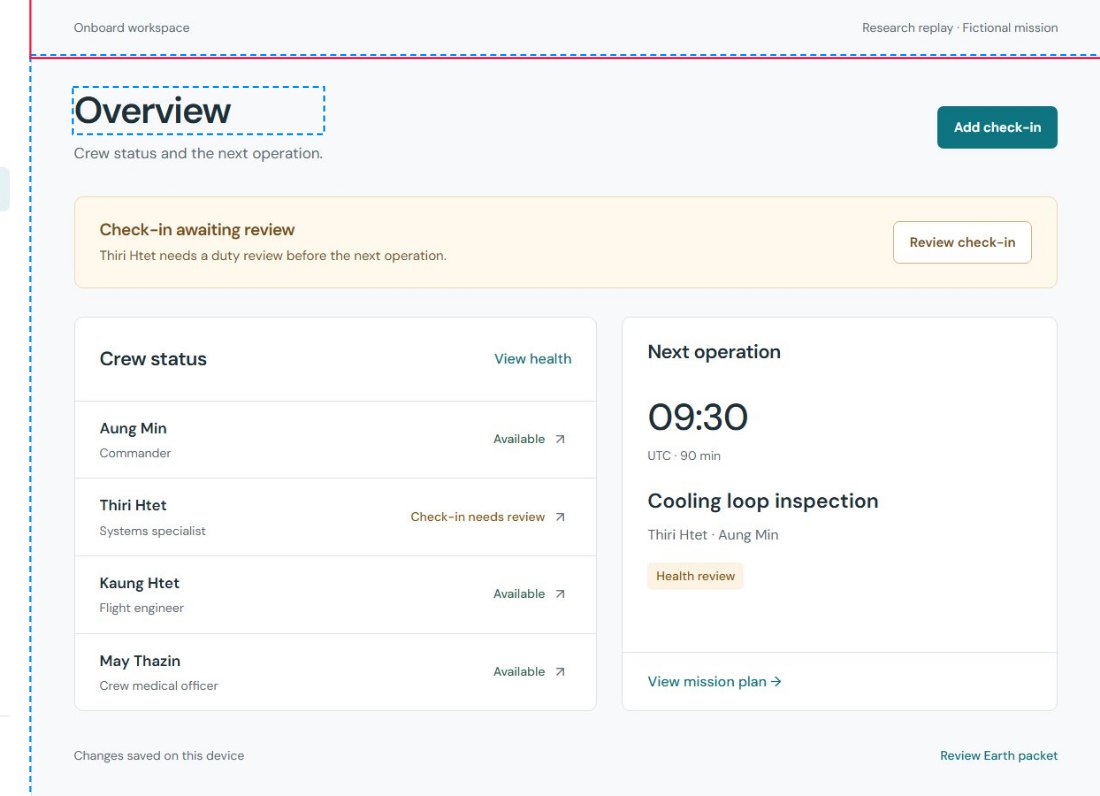 Onboard workspace
Research replay · Fictional mission
Overview
Crew status and the next operation.
Add check-in
Check-in awaiting review
Thiri Htet needs a duty review before the next operation.
Review check-in
Crew status
View health
Aung Min
Commander
Available ↗
Thiri Htet
Systems specialist
Check-in needs review ↗
Kaung Htet
Flight engineer
Available ↗
May Thazin
Crew medical officer
Available ↗
Next operation
09:30
UTC · 90 min
Cooling loop inspection
Thiri Htet · Aung Min
Health review
View mission plan →
Changes saved on this device
Review Earth packet